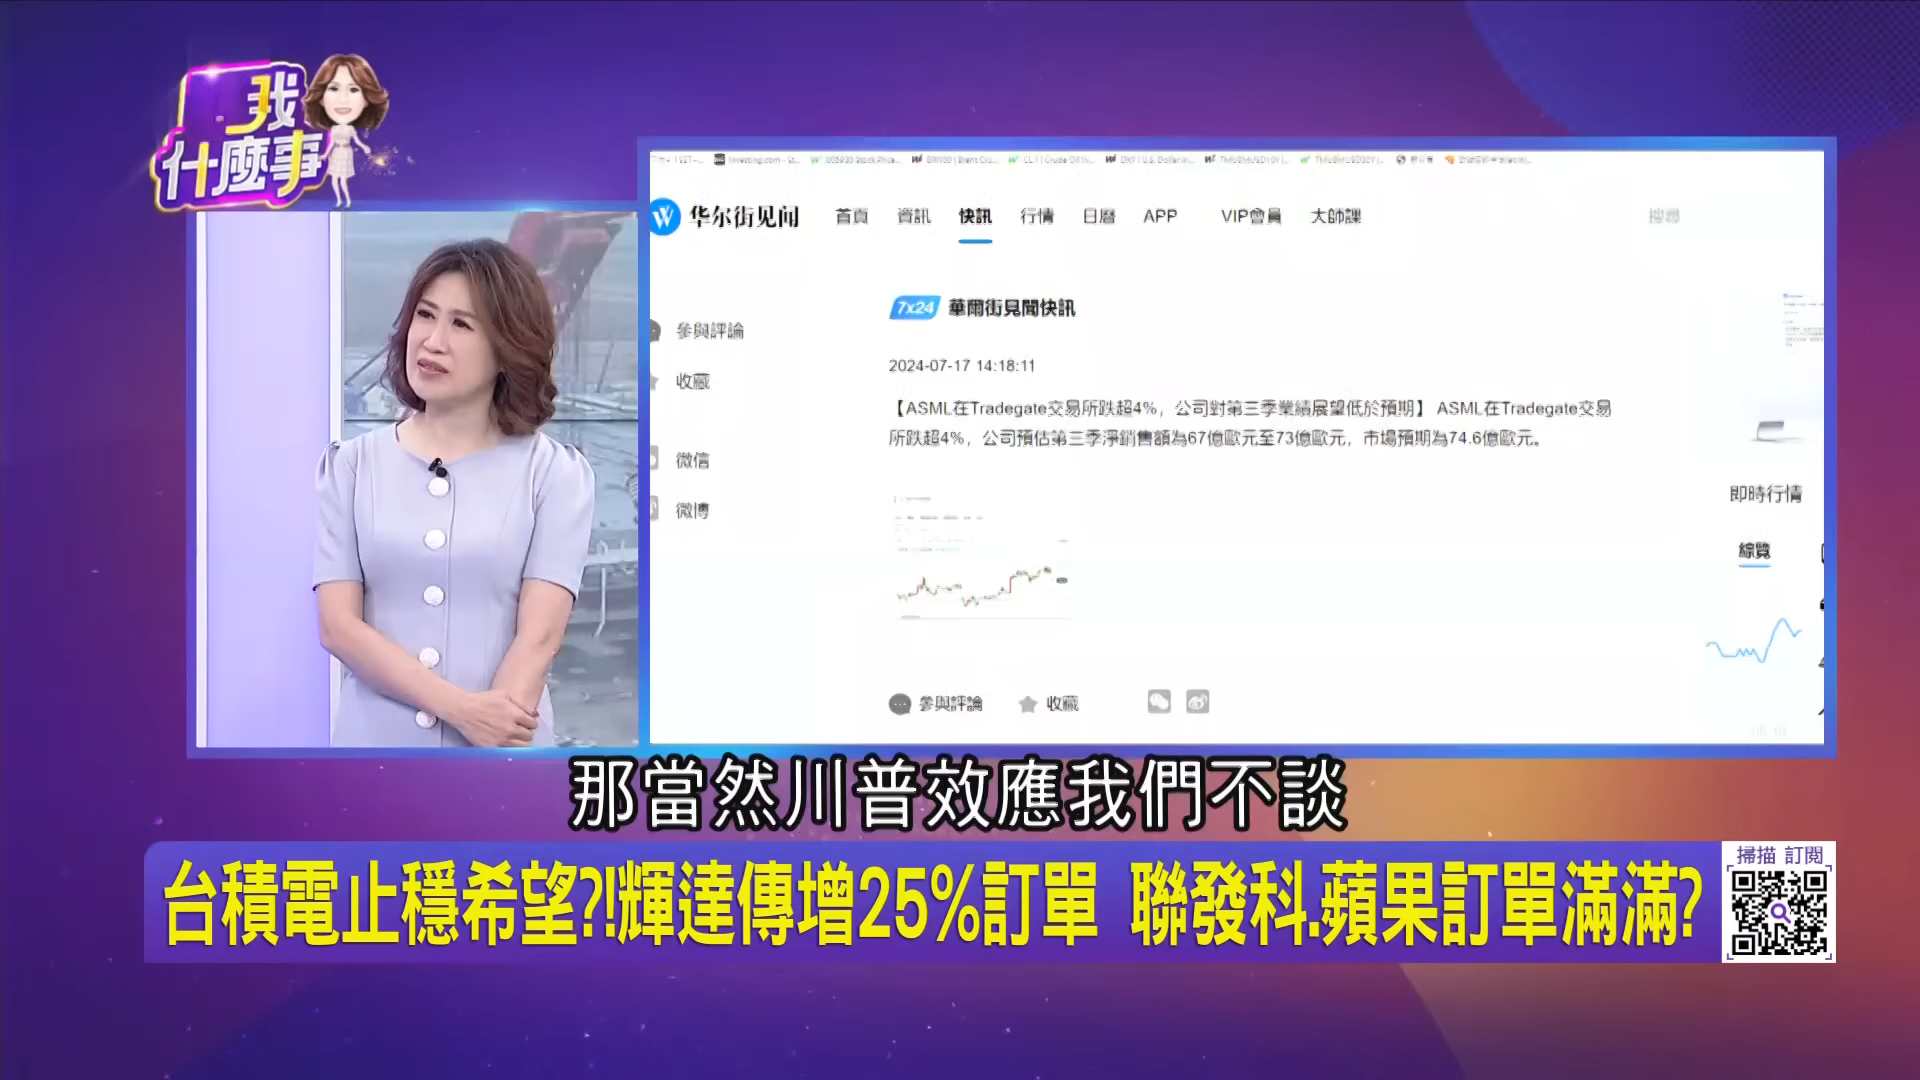 我
什麼事
华尔街见闻 首頁 資訊 快訊 行情 日曆 APP VIP會員 大師課 搜尋
7x24 華爾街見聞快訊
參與評論
收藏
微信
微博
2024-07-17 14:18:11
【ASML在Tradegate交易所跌超4%，公司對第三季業績展望低於預期】 ASML在Tradegate交易
所跌超4%，公司預估第三季淨銷售額為67億歐元至73億歐元，市場預期為74.6億歐元。
即時行情
綜覽
參與評論 收藏
那當然川普效應我們不談
台積電止穩希望?!輝達傳增25%訂單 聯發科.蘋果訂單滿滿?
掃描 訂閱